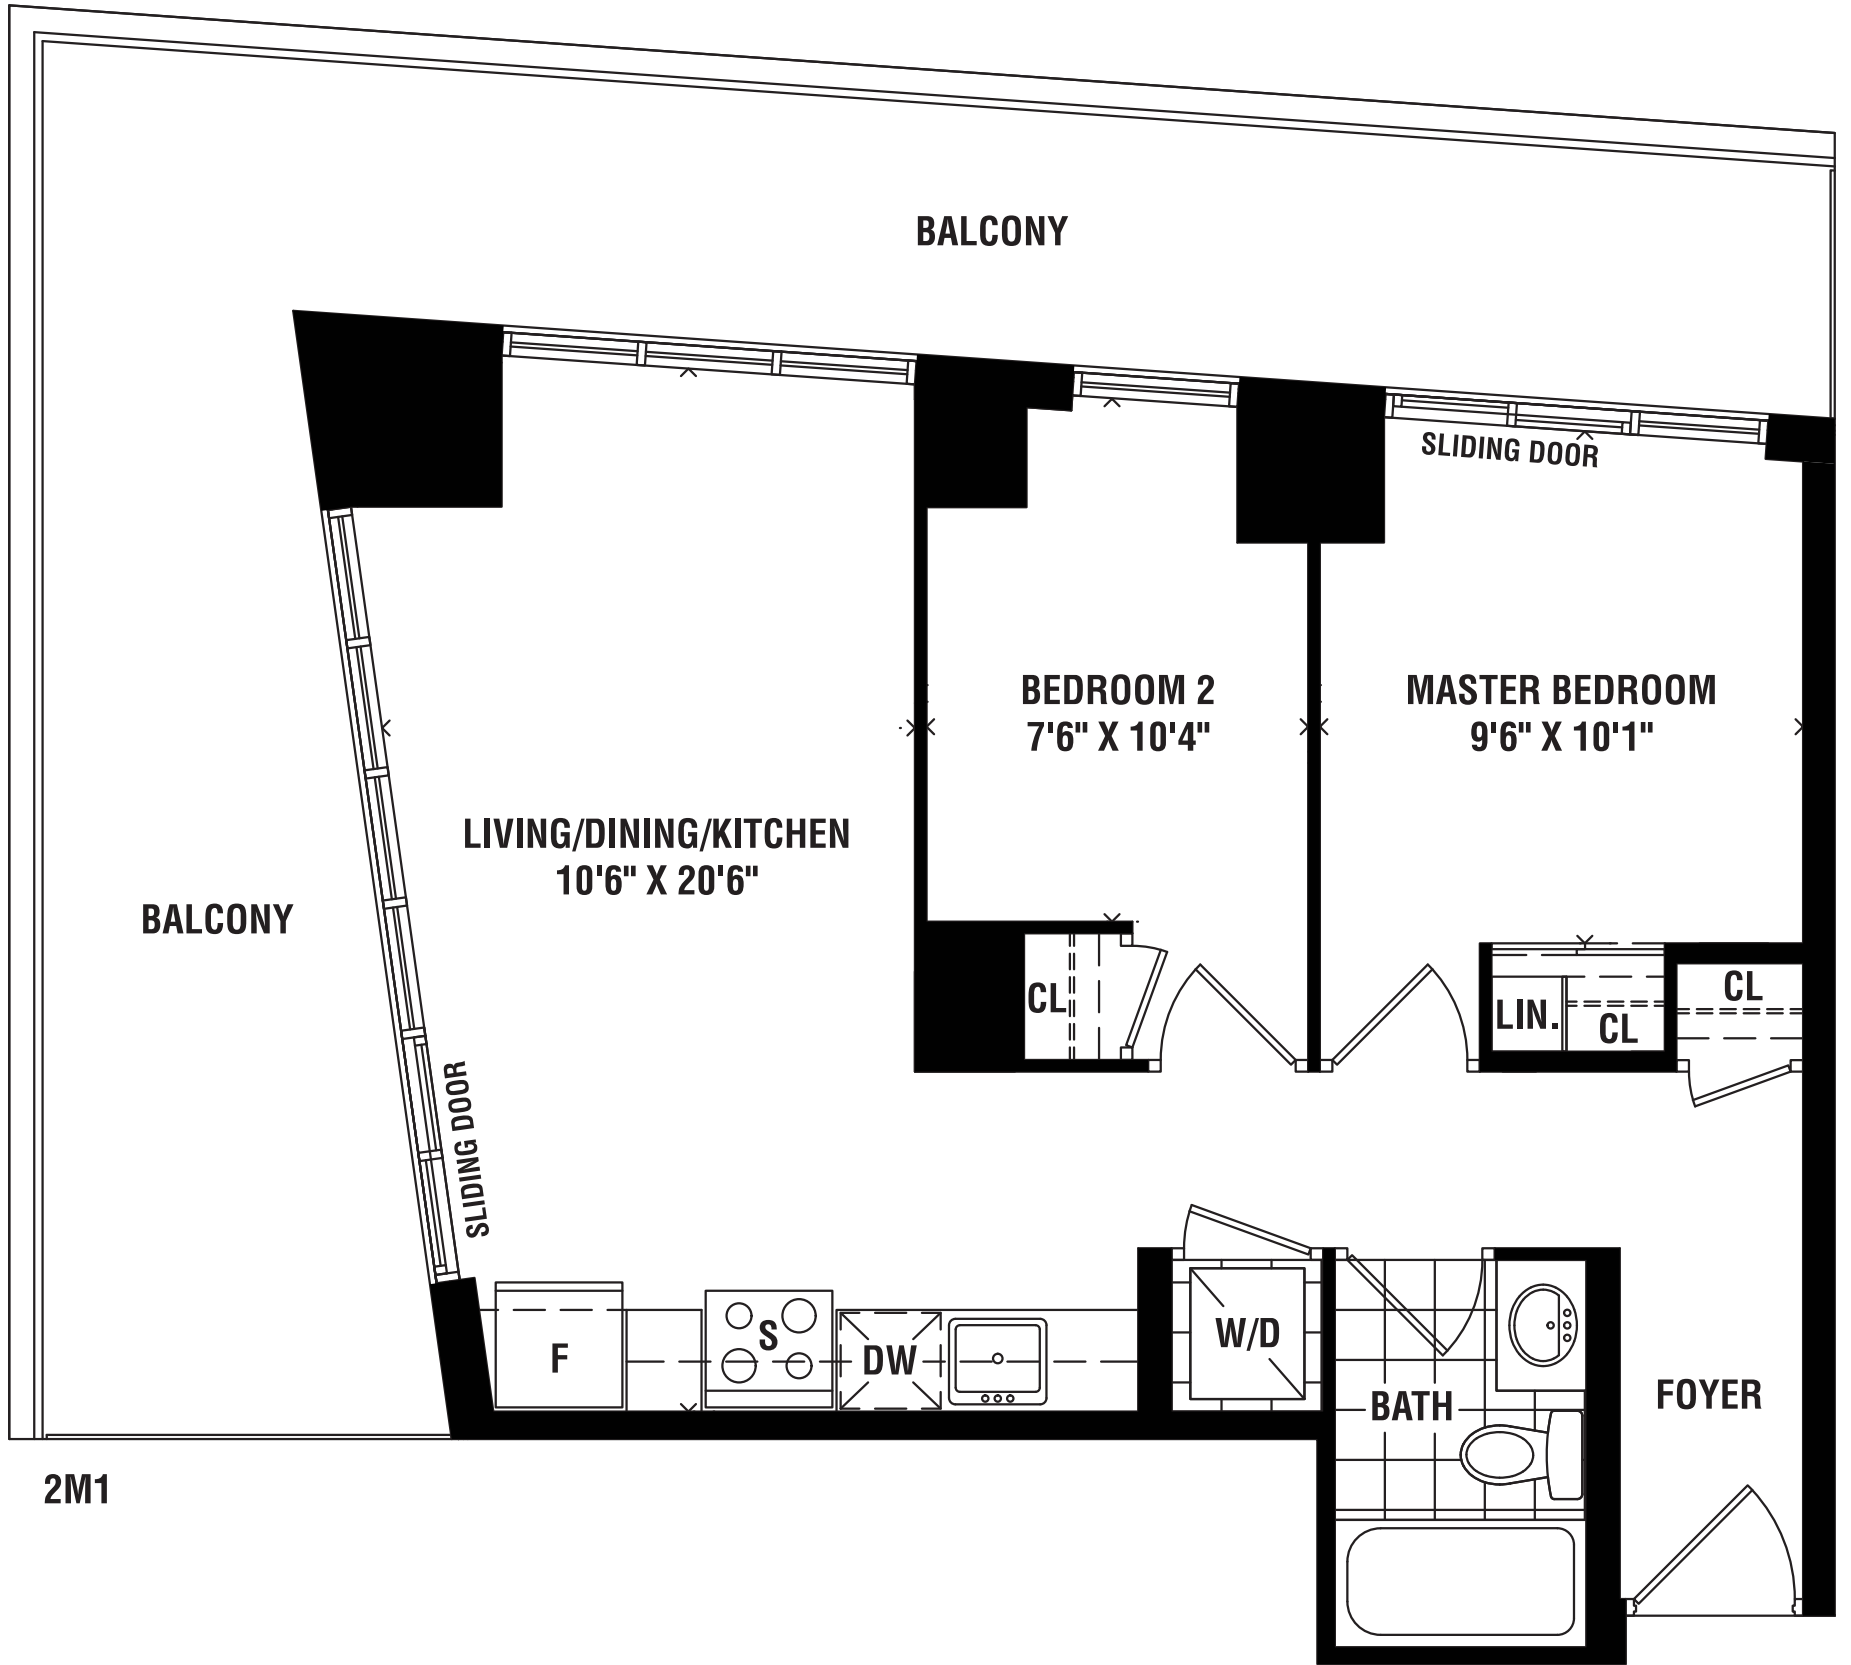 BALCONY
SLIDING DOOR
BEDROOM 2
7'6" X 10'4"
MASTER BEDROOM
9'6" X 10'1"
LIVING/DINING/KITCHEN
10'6" X 20'6"
BALCONY
CL
LIN.
CL
CL
SLIDING DOOR
F
S
DW
W/D
BATH
FOYER
2M1